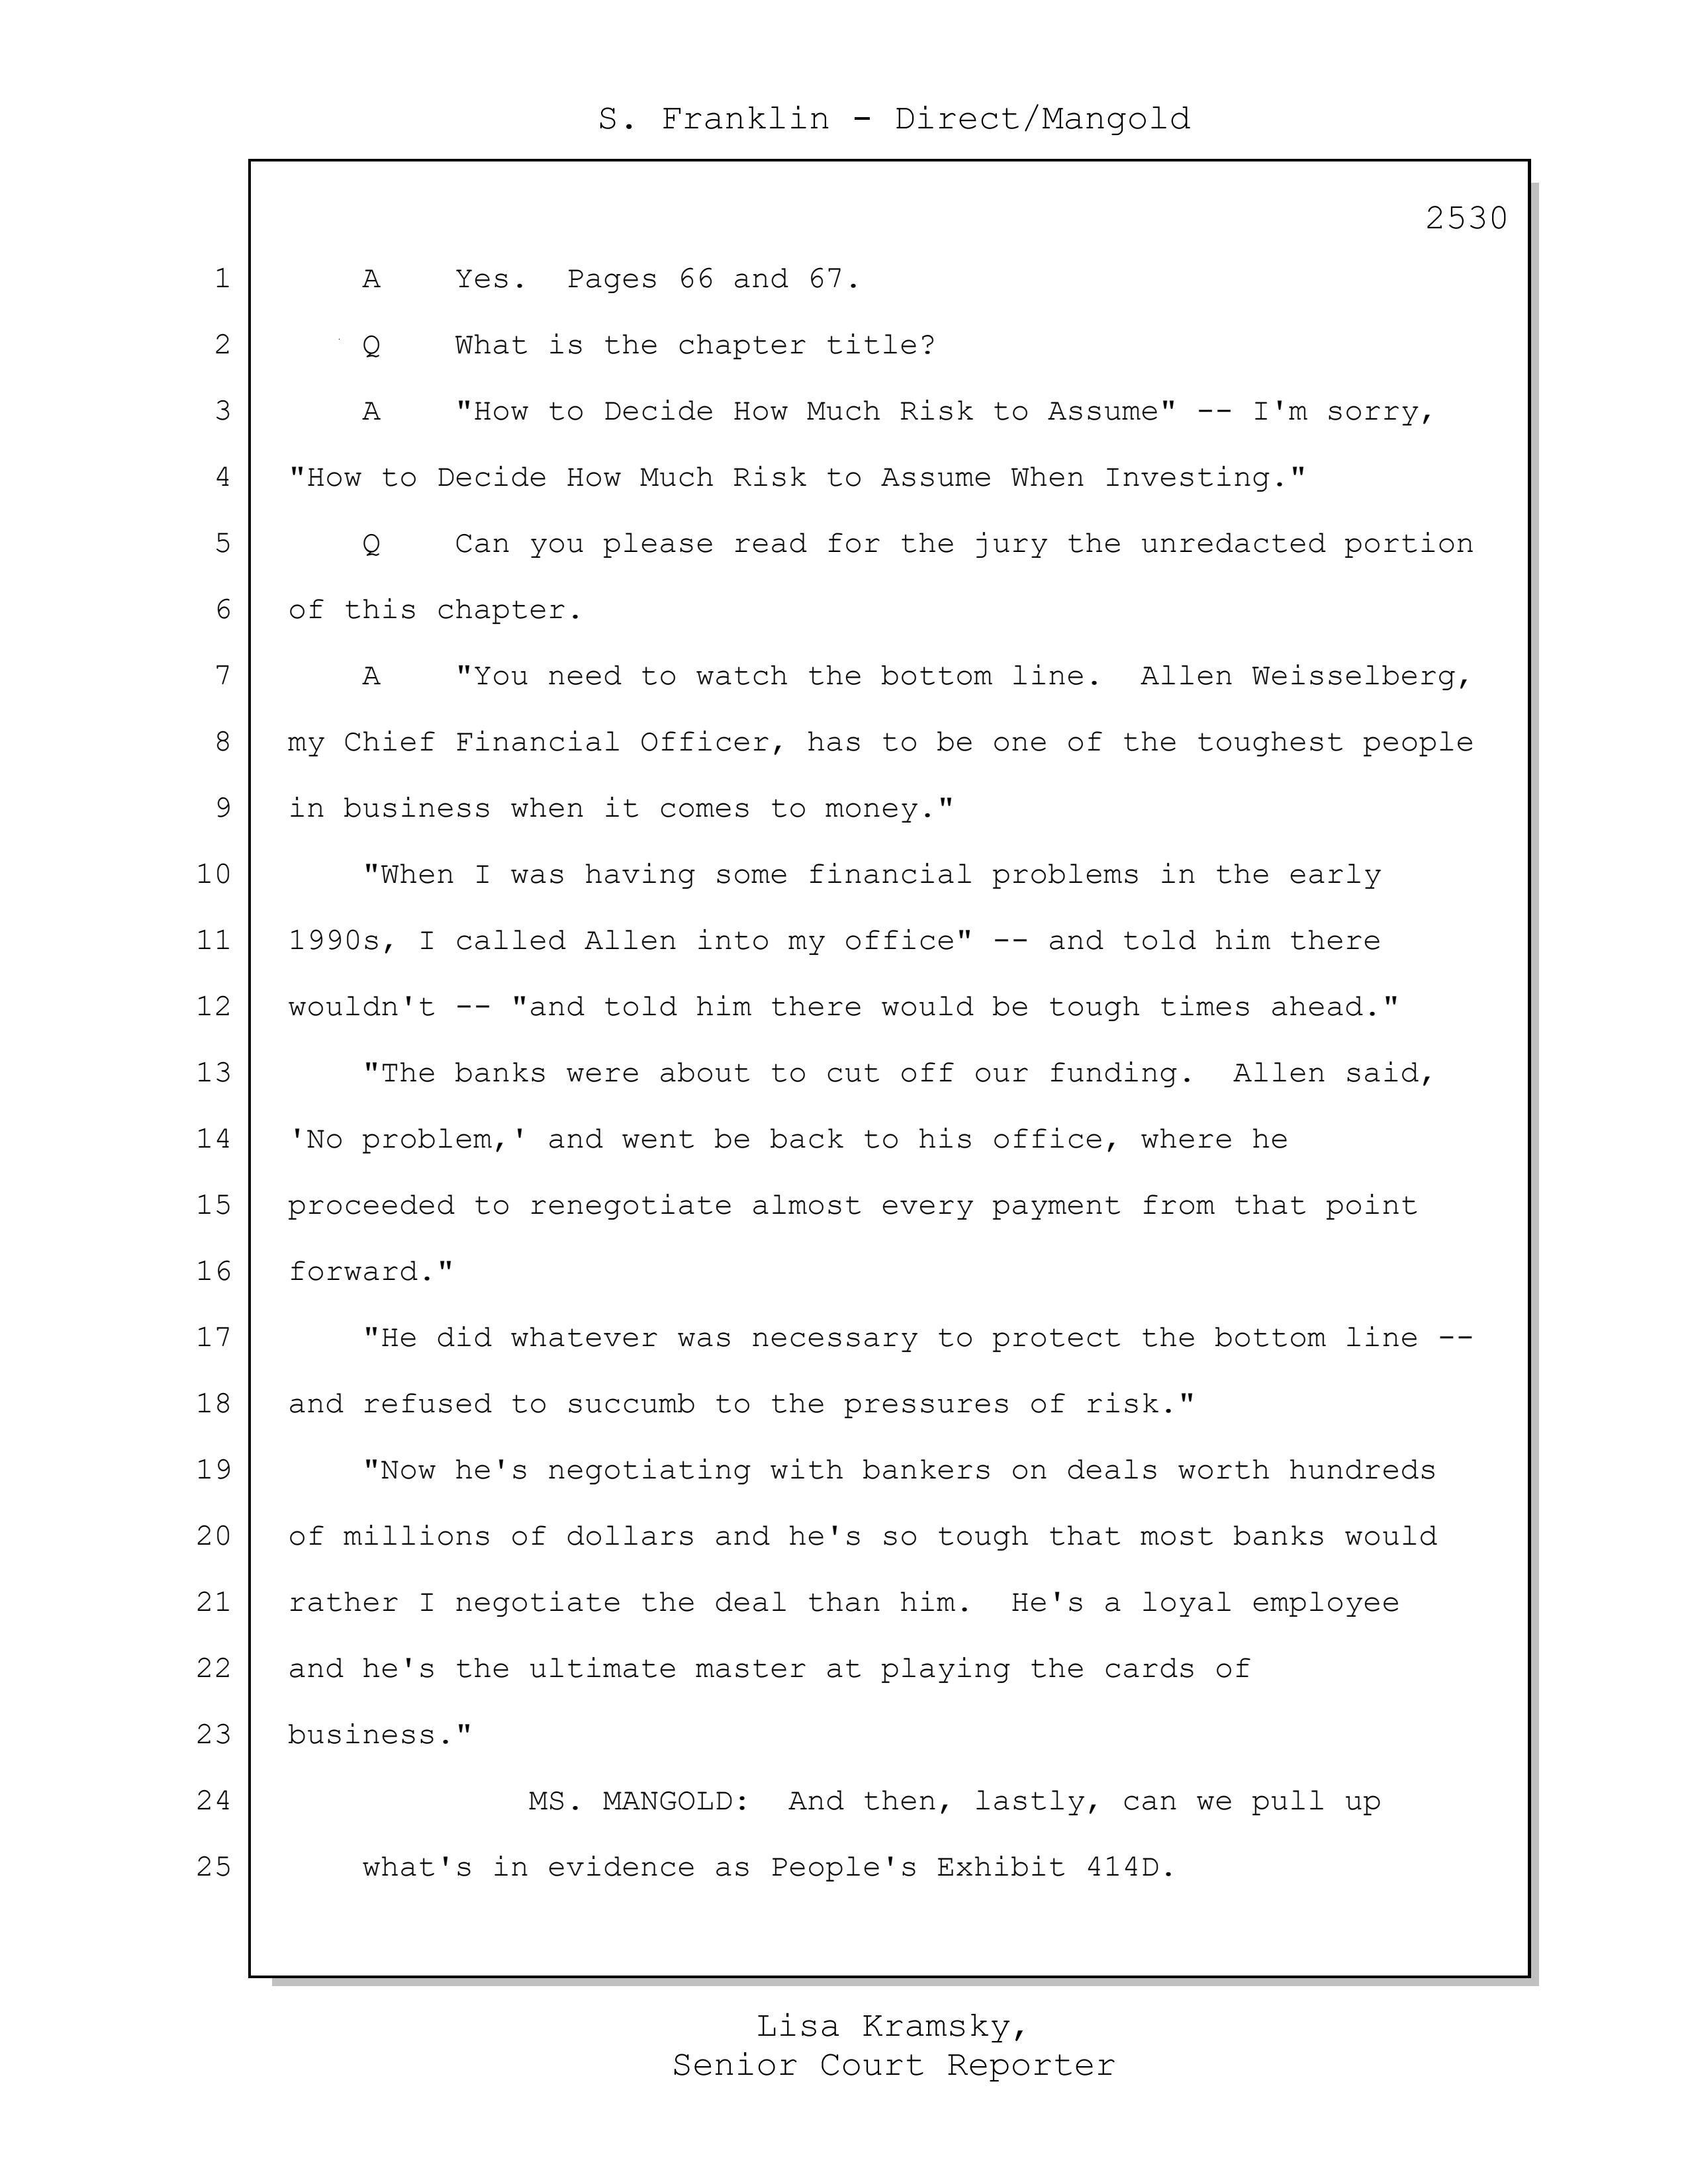 S. Franklin - Direct/Mangold
2530
1 A Yes. Pages 66 and 67.
2 Q What is the chapter title?
3 A "How to Decide How Much Risk to Assume" -- I'm sorry,
4 "How to Decide How Much Risk to Assume When Investing."
5 Q Can you please read for the jury the unredacted portion
6 of this chapter.
7 A "You need to watch the bottom line. Allen Weisselberg,
8 my Chief Financial Officer, has to be one of the toughest people
9 in business when it comes to money."
10 "When I was having some financial problems in the early
11 1990s, I called Allen into my office" -- and told him there
12 wouldn't -- "and told him there would be tough times ahead."
13 "The banks were about to cut off our funding. Allen said,
14 'No problem,' and went be back to his office, where he
15 proceeded to renegotiate almost every payment from that point
16 forward."
17 "He did whatever was necessary to protect the bottom line --
18 and refused to succumb to the pressures of risk."
19 "Now he's negotiating with bankers on deals worth hundreds
20 of millions of dollars and he's so tough that most banks would
21 rather I negotiate the deal than him. He's a loyal employee
22 and he's the ultimate master at playing the cards of
23 business."
24 MS. MANGOLD: And then, lastly, can we pull up
25 what's in evidence as People's Exhibit 414D.
Lisa Kramsky,
Senior Court Reporter